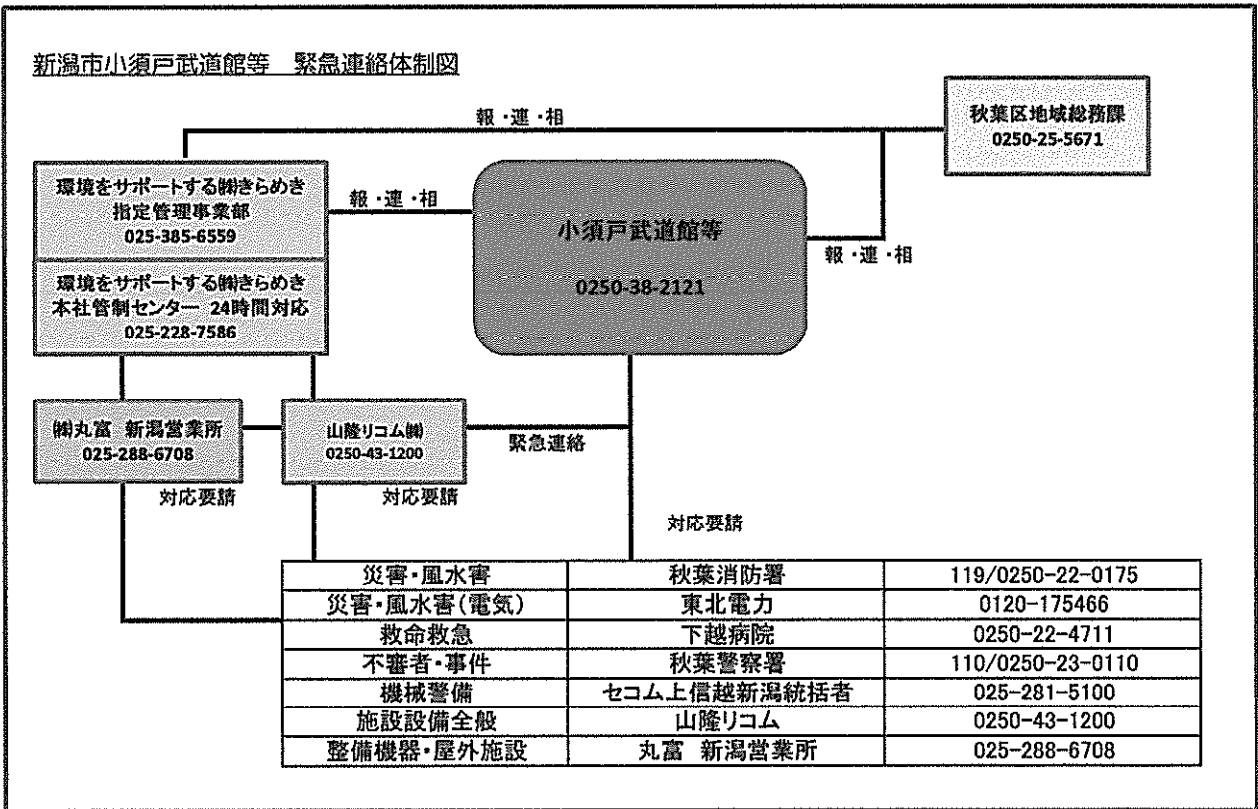 新潟市小須戸武道館等　緊急連絡体制図
報・連・相
秋葉区地域総務課
0250-25-5671
環境をサポートする㈱きらめき
指定管理事業部
025-385-6559
報・連・相
小須戸武道館等
0250-38-2121
報・連・相
環境をサポートする㈱きらめき
本社管制センター 24時間対応
025-228-7586
㈱丸富 新潟営業所
025-288-6708
山隆リコム㈱
0250-43-1200
緊急連絡
対応要請
対応要請
対応要請
災害・風水害 秋葉消防署 119/0250-22-0175
災害・風水害(電気) 東北電力 0120-175466
救命救急 下越病院 0250-22-4711
不審者・事件 秋葉警察署 110/0250-23-0110
機械警備 セコム上信越新潟統括者 025-281-5100
施設設備全般 山隆リコム 0250-43-1200
整備機器・屋外施設 丸富 新潟営業所 025-288-6708